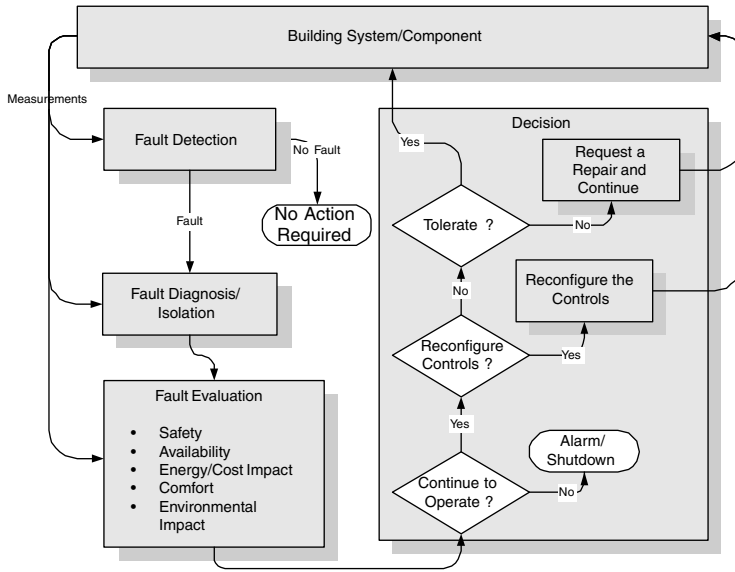 Building System/Component
Measurements
Fault Detection
No Fault
No Action
Required
Fault
Fault Diagnosis/
Isolation
Fault Evaluation
• Safety
• Availability
• Energy/Cost Impact
• Comfort
• Environmental
Impact
Decision
Yes
Request a
Repair and
Continue
Tolerate ?
No
No
Reconfigure the
Controls
Reconfigure
Controls ?
Yes
Yes
Alarm/
Shutdown
Continue to
Operate ?
No